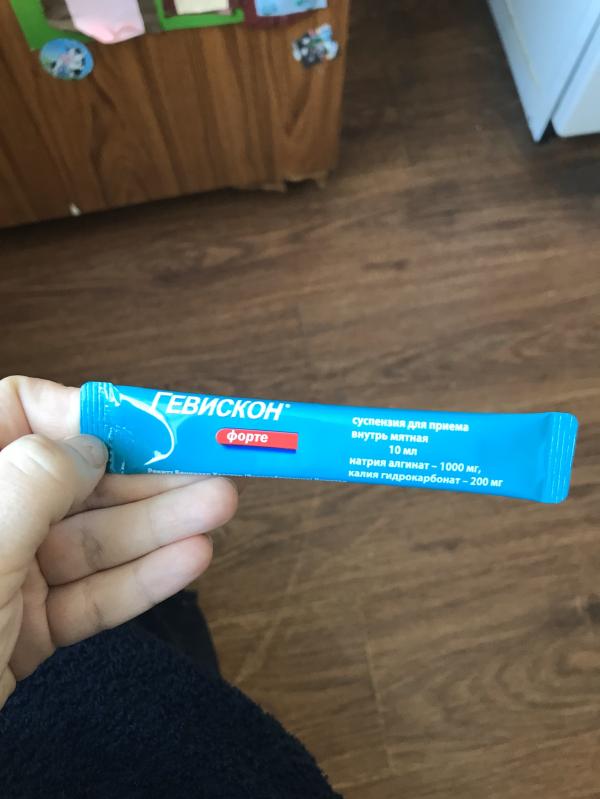 ГЕВИСКОН®
форте
суспензия для приема
внутрь мятная
10 мл
натрия алгинат – 1000 мг,
калия гидрокарбонат – 200 мг